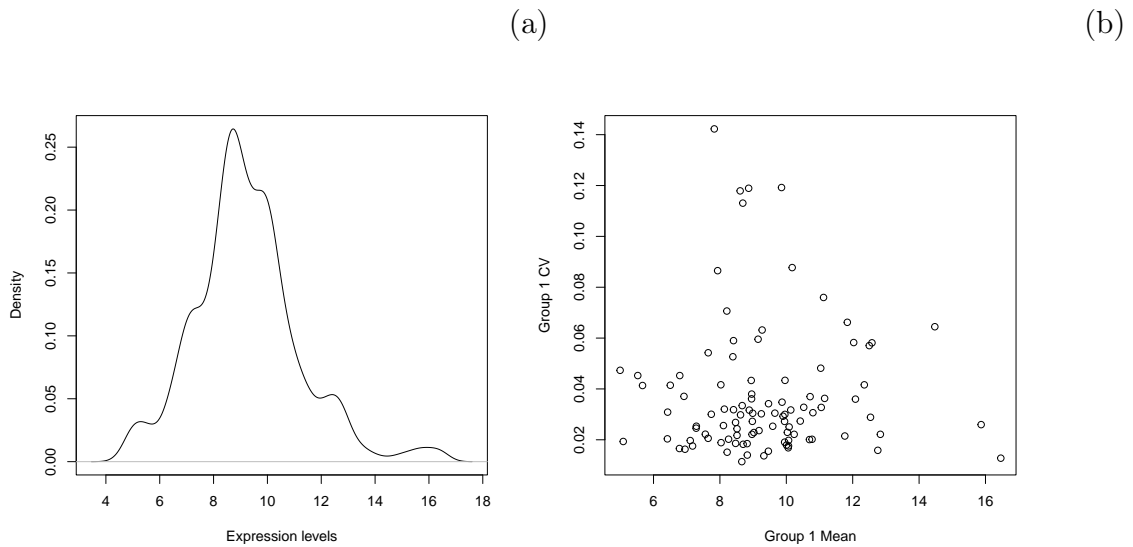 (a)
(b)
0.25
0.20
0.15
0.10
0.05
0.00
Density
4 6 8 10 12 14 16 18
Expression levels
0.14
0.12
0.10
0.08
0.06
0.04
0.02
Group 1 CV
6 8 10 12 14 16
Group 1 Mean